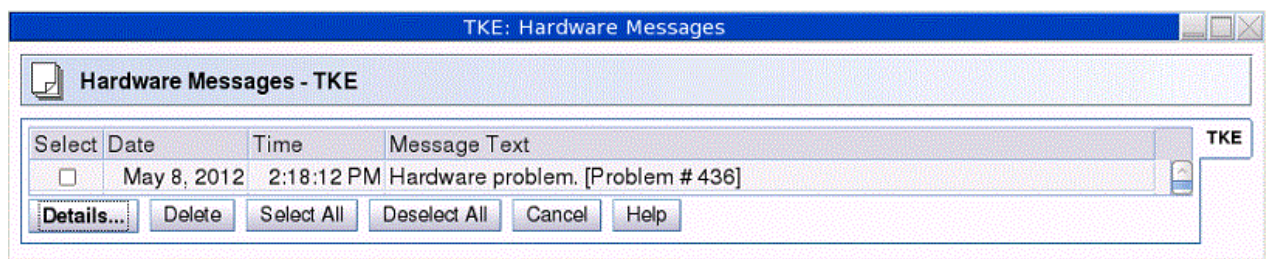 TKE: Hardware Messages
Hardware Messages - TKE
TKE
Select Date Time Message Text
May 8, 2012 2:18:12 PM Hardware problem. [Problem # 436]
Details... Delete Select All Deselect All Cancel Help